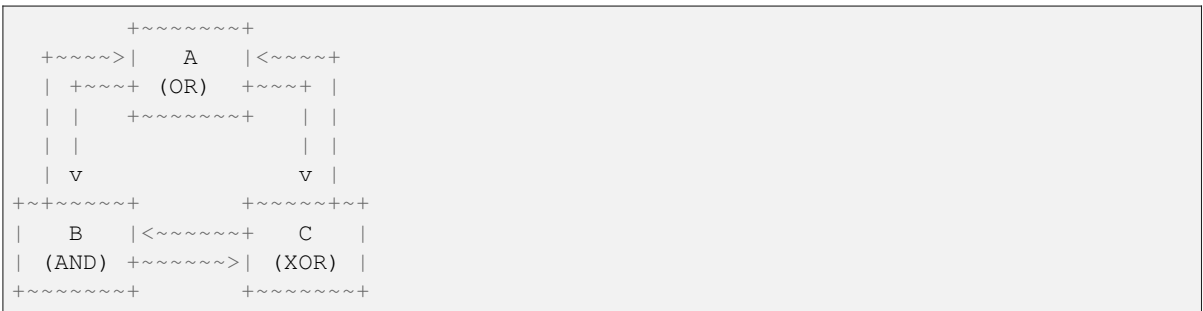 +~~~~~~~+
  +~~~~>|   A   |<~~~~+
  | +~~~+ (OR)  +~~~+ |
  | |   +~~~~~~~+   | |
  | |               | |
  | v               v |
+~+~~~~~+       +~~~~~+~+
|   B   |<~~~~~~+   C   |
| (AND) +~~~~~~>| (XOR) |
+~~~~~~~+       +~~~~~~~+